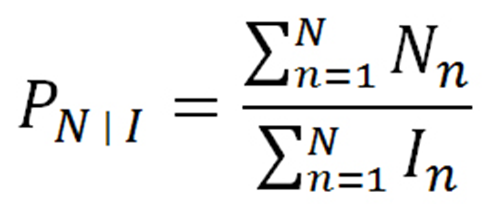 P_{N | I} = \frac{\sum_{n=1}^{N} N_n}{\sum_{n=1}^{N} I_n}